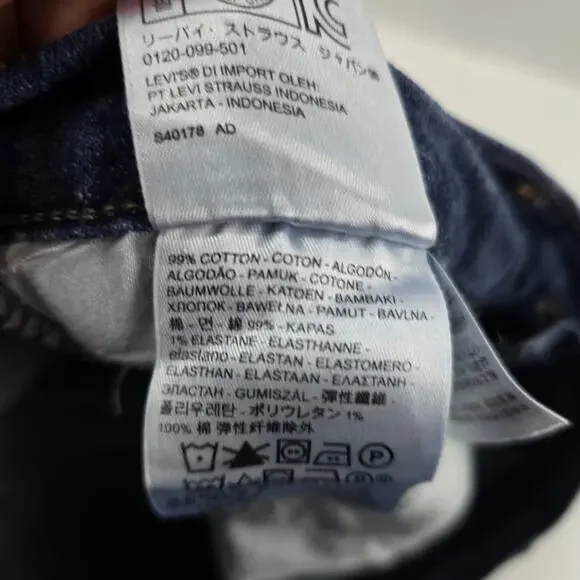 リーバイ・ストラウス ジャパン㈱
0120-099-501
LEVI'S® DI IMPORT OLEH:
PT LEVI STRAUSS INDONESIA
JAKARTA - INDONESIA
S40178 AD
99% COTTON - COTON - ALGODÓN -
ALGODÃO - PAMUK - COTONE -
BAUMWOLLE - KATOEN - BAMBAKI -
ХЛОПОК - BAWEŁNA - PAMUT - BAVLNA -
棉 - 면 - 綿 99% - KAPAS
1% ELASTANE, ELASTHANNE -
elastano - ELASTAN - ELASTOMERO -
ELASTHAN - ELASTAAN - ΕΛΑΣΤΑΝΗ -
ЭЛАСТАН - GUMISZÁL - 弾性纖維 -
폴리우레탄 - ポリウレタン 1%
100% 棉 弹性纤维除外
P